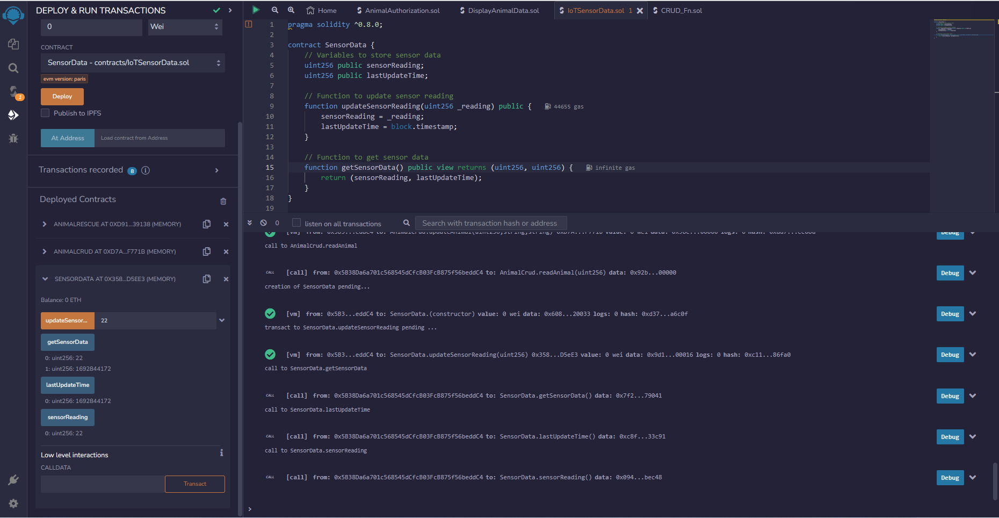 DEPLOY & RUN TRANSACTIONS
0
Wei
CONTRACT
SensorData - contracts/IoTSensorData.sol
evm version: paris
1
Deploy
Publish to IPFS
At Address
Load contract from Address
Transactions recorded 8 i
Deployed Contracts
ANIMALRESCUE AT 0XD91...39138 (MEMORY)
ANIMALCRUD AT 0XD7A...F771B (MEMORY)
SENSORDATA AT 0X358...D5EE3 (MEMORY)
Balance: 0 ETH
updateSensor...
22
getSensorData
0: uint256: 22
1: uint256: 1692844172
lastUpdateTime
0: uint256: 1692844172
sensorReading
0: uint256: 22
Low level interactions
i
CALLDATA
Transact
Home
AnimalAuthorization.sol
DisplayAnimalData.sol
IoTSensorData.sol 1
CRUD_Fn.sol
1 pragma solidity ^0.8.0;
2
3 contract SensorData {
4 // Variables to store sensor data
5 uint256 public sensorReading;
6 uint256 public lastUpdateTime;
7
8 // Function to update sensor reading
9 function updateSensorReading(uint256 _reading) public { 44655 gas
10 sensorReading = _reading;
11 lastUpdateTime = block.timestamp;
12 }
13
14 // Function to get sensor data
15 function getSensorData() public view returns (uint256, uint256) { infinite gas
16 return (sensorReading, lastUpdateTime);
17 }
18 }
19
0
listen on all transactions
Search with transaction hash or address
Debug
call to AnimalCrud.readAnimal
CALL [call] from: 0x5B38Da6a701c568545dCfcB03FcB875f56beddC4 to: AnimalCrud.readAnimal(uint256) data: 0x92b...00000 Debug
creation of SensorData pending...
[vm] from: 0x5B3...eddC4 to: SensorData.(constructor) value: 0 wei data: 0x608...20033 logs: 0 hash: 0xd37...a6c0f Debug
transact to SensorData.updateSensorReading pending ...
[vm] from: 0x5B3...eddC4 to: SensorData.updateSensorReading(uint256) 0x358...D5eE3 value: 0 wei data: 0x9d1...00016 logs: 0 hash: 0xc11...86fa0 Debug
call to SensorData.getSensorData
CALL [call] from: 0x5B38Da6a701c568545dCfcB03FcB875f56beddC4 to: SensorData.getSensorData() data: 0x7f2...79041 Debug
call to SensorData.lastUpdateTime
CALL [call] from: 0x5B38Da6a701c568545dCfcB03FcB875f56beddC4 to: SensorData.lastUpdateTime() data: 0xc8f...33c91 Debug
call to SensorData.sensorReading
CALL [call] from: 0x5B38Da6a701c568545dCfcB03FcB875f56beddC4 to: SensorData.sensorReading() data: 0x094...bec48 Debug
>